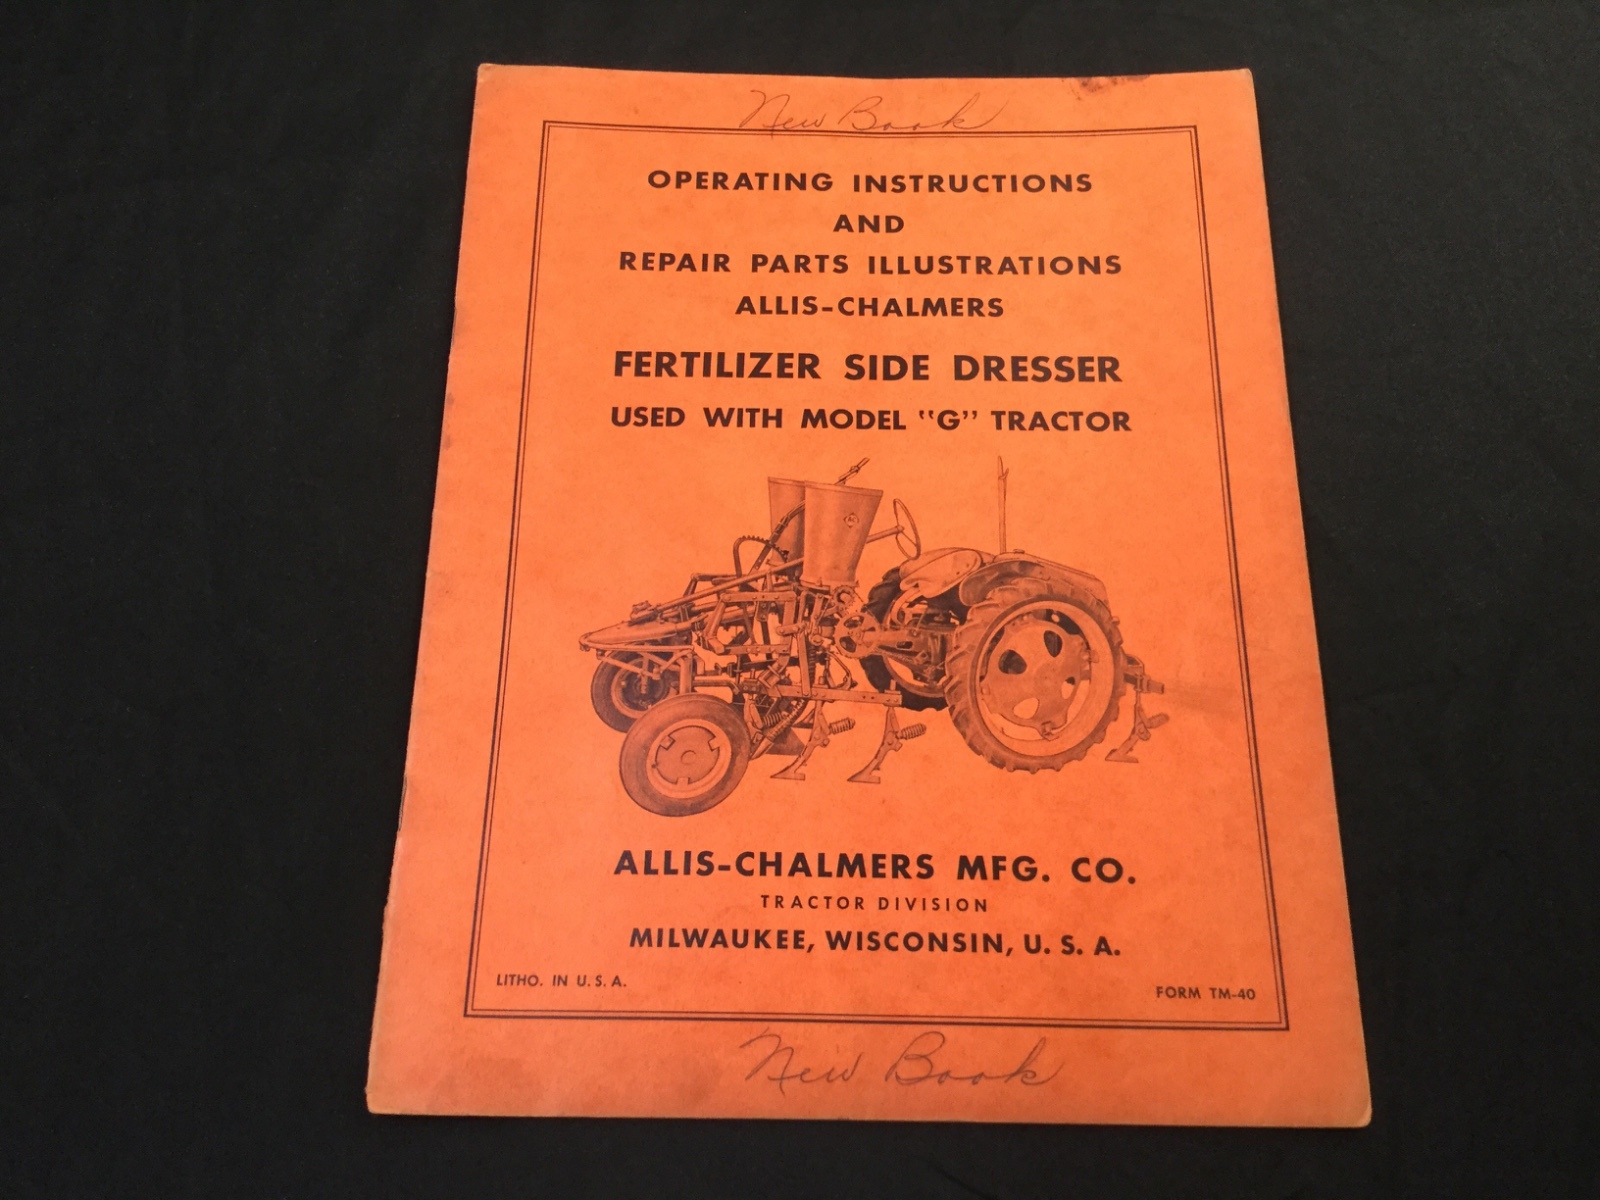 New Book
OPERATING INSTRUCTIONS
AND
REPAIR PARTS ILLUSTRATIONS
ALLIS-CHALMERS
FERTILIZER SIDE DRESSER
USED WITH MODEL "G" TRACTOR
ALLIS-CHALMERS MFG. CO.
TRACTOR DIVISION
MILWAUKEE, WISCONSIN, U. S. A.
LITHO. IN U. S. A.
FORM TM-40
New Book